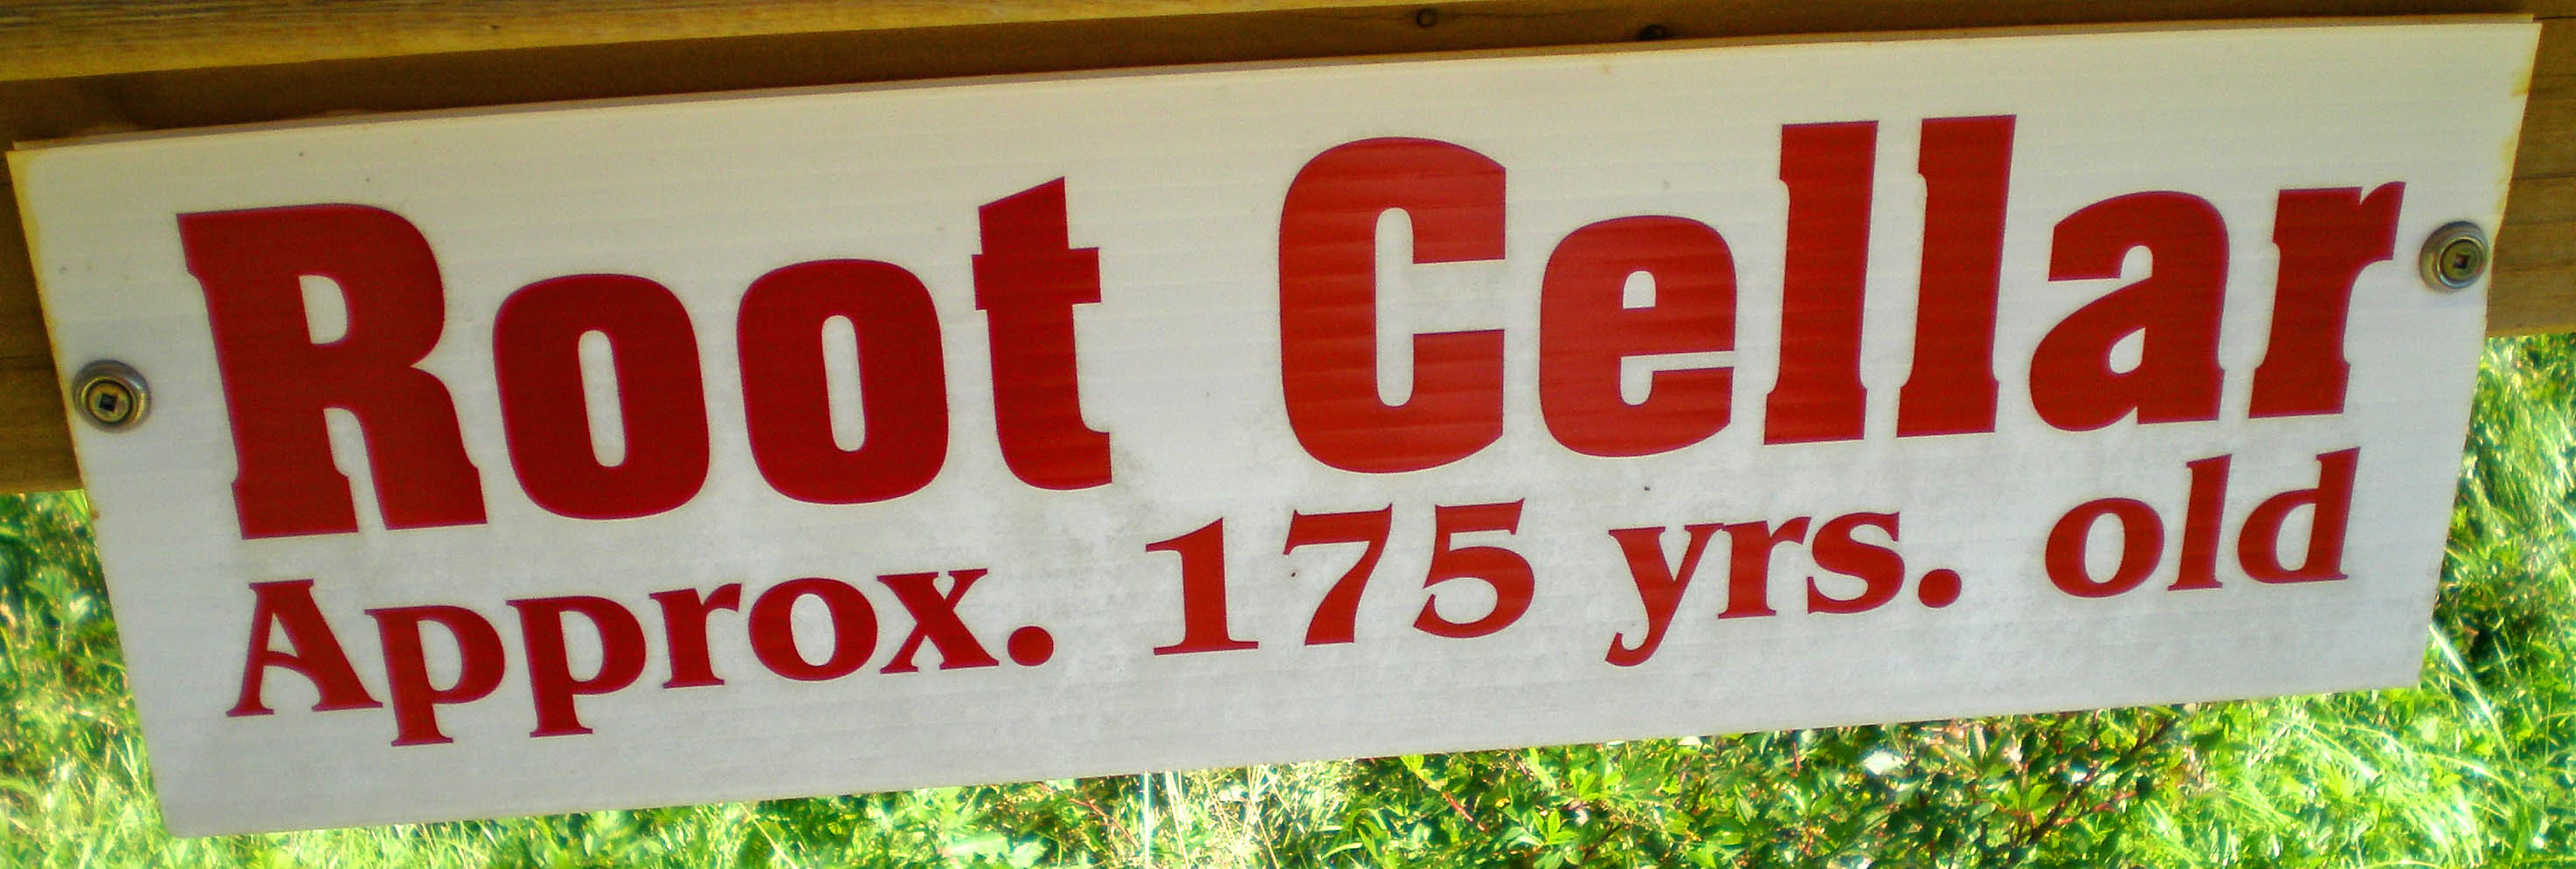 Root Cellar
Approx. 175 yrs. old